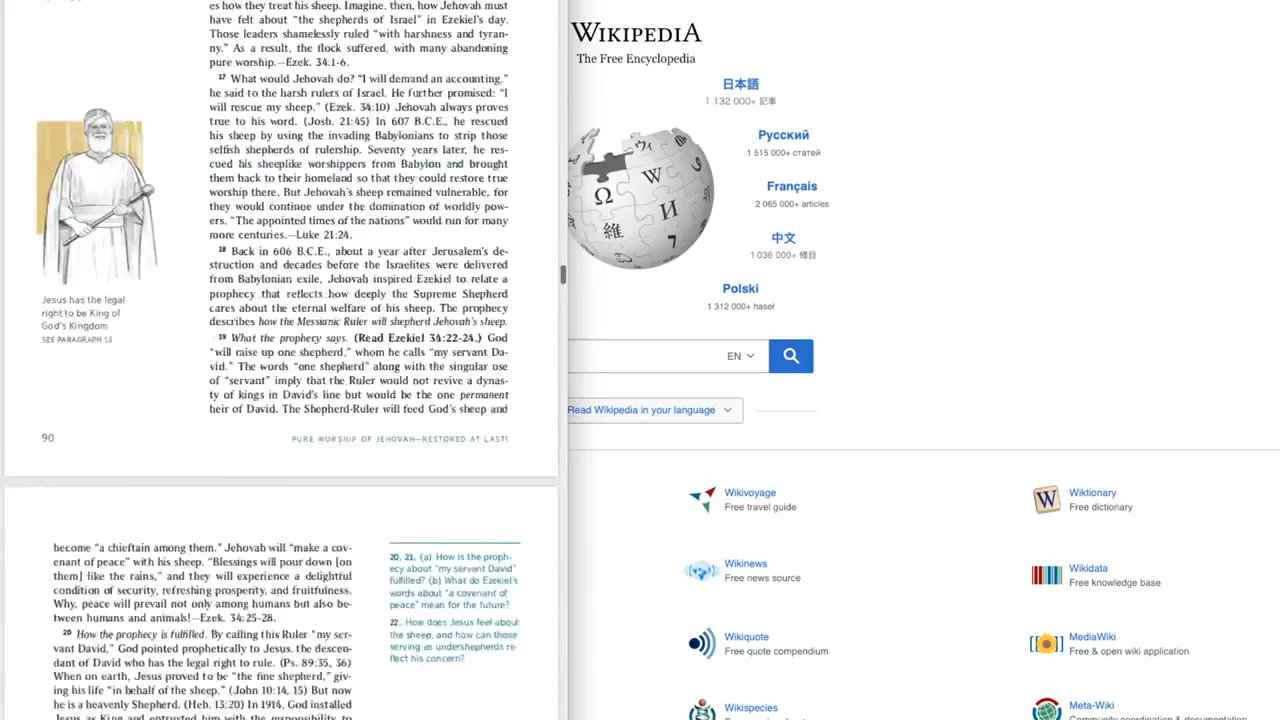 es how they treat his sheep. Imagine, then, how Jehovah must
have felt about “the shepherds of Israel” in Ezekiel’s day.
Those leaders shamelessly ruled “with harshness and tyran-
ny.” As a result, the flock suffered, with many abandoning
pure worship.—Ezek. 34:1-6.
17 What would Jehovah do? “I will demand an accounting,”
he said to the harsh rulers of Israel. He further promised: “I
will rescue my sheep.” (Ezek. 34:10) Jehovah always proves
true to his word. (Josh. 21:45) In 607 B.C.E., he rescued
his sheep by using the invading Babylonians to strip those
selfish shepherds of rulership. Seventy years later, he res-
cued his sheeplike worshippers from Babylon and brought
them back to their homeland so that they could restore true
worship there. But Jehovah’s sheep remained vulnerable, for
they would continue under the domination of worldly pow-
ers. “The appointed times of the nations” would run for many
more centuries.—Luke 21:24.
18 Back in 606 B.C.E., about a year after Jerusalem’s de-
struction and decades before the Israelites were delivered
from Babylonian exile, Jehovah inspired Ezekiel to relate a
prophecy that reflects how deeply the Supreme Shepherd
cares about the eternal welfare of his sheep. The prophecy
describes how the Messianic Ruler will shepherd Jehovah’s sheep.
19 What the prophecy says. (Read Ezekiel 34:22-24.) God
“will raise up one shepherd,” whom he calls “my servant Da-
vid.” The words “one shepherd” along with the singular use
of “servant” imply that the Ruler would not revive a dynas-
ty of kings in David’s line but would be the one permanent
heir of David. The Shepherd-Ruler will feed God’s sheep and
Jesus has the legal
right to be King of
God’s Kingdom
SEE PARAGRAPH 15
90
PURE WORSHIP OF JEHOVAH—RESTORED AT LAST!
become “a chieftain among them.” Jehovah will “make a cov-
enant of peace” with his sheep. “Blessings will pour down [on
them] like the rains,” and they will experience a delightful
condition of security, refreshing prosperity, and fruitfulness.
Why, peace will prevail not only among humans but also be-
tween humans and animals!—Ezek. 34:25-28.
20 How the prophecy is fulfilled. By calling this Ruler “my ser-
vant David,” God pointed prophetically to Jesus, the descen-
dant of David who has the legal right to rule. (Ps. 89:35, 36)
When on earth, Jesus proved to be “the fine shepherd,” giv-
ing his life “in behalf of the sheep.” (John 10:14, 15) But now
he is a heavenly Shepherd. (Heb. 13:20) In 1914, God installed
Jesus as King and entrusted him with the responsibility to
20, 21. (a) How is the proph-
ecy about “my servant David”
fulfilled? (b) What do Ezekiel’s
words about “a covenant of
peace” mean for the future?
22. How does Jesus feel about
the sheep, and how can those
serving as undershepherds re-
flect his concern?
WIKIPEDIA
The Free Encyclopedia
日本語
1 132 000+ 記事
Русский
1 515 000+ статей
Français
2 065 000+ articles
中文
1 036 000+ 條目
Polski
1 312 000+ haseł
Ω
W
И
維
EN
Read Wikipedia in your language
Wikivoyage
Free travel guide
Wiktionary
Free dictionary
Wikinews
Free news source
Wikidata
Free knowledge base
Wikiquote
Free quote compendium
MediaWiki
Free & open wiki application
Wikispecies
Meta-Wiki
Community coordination & documentation